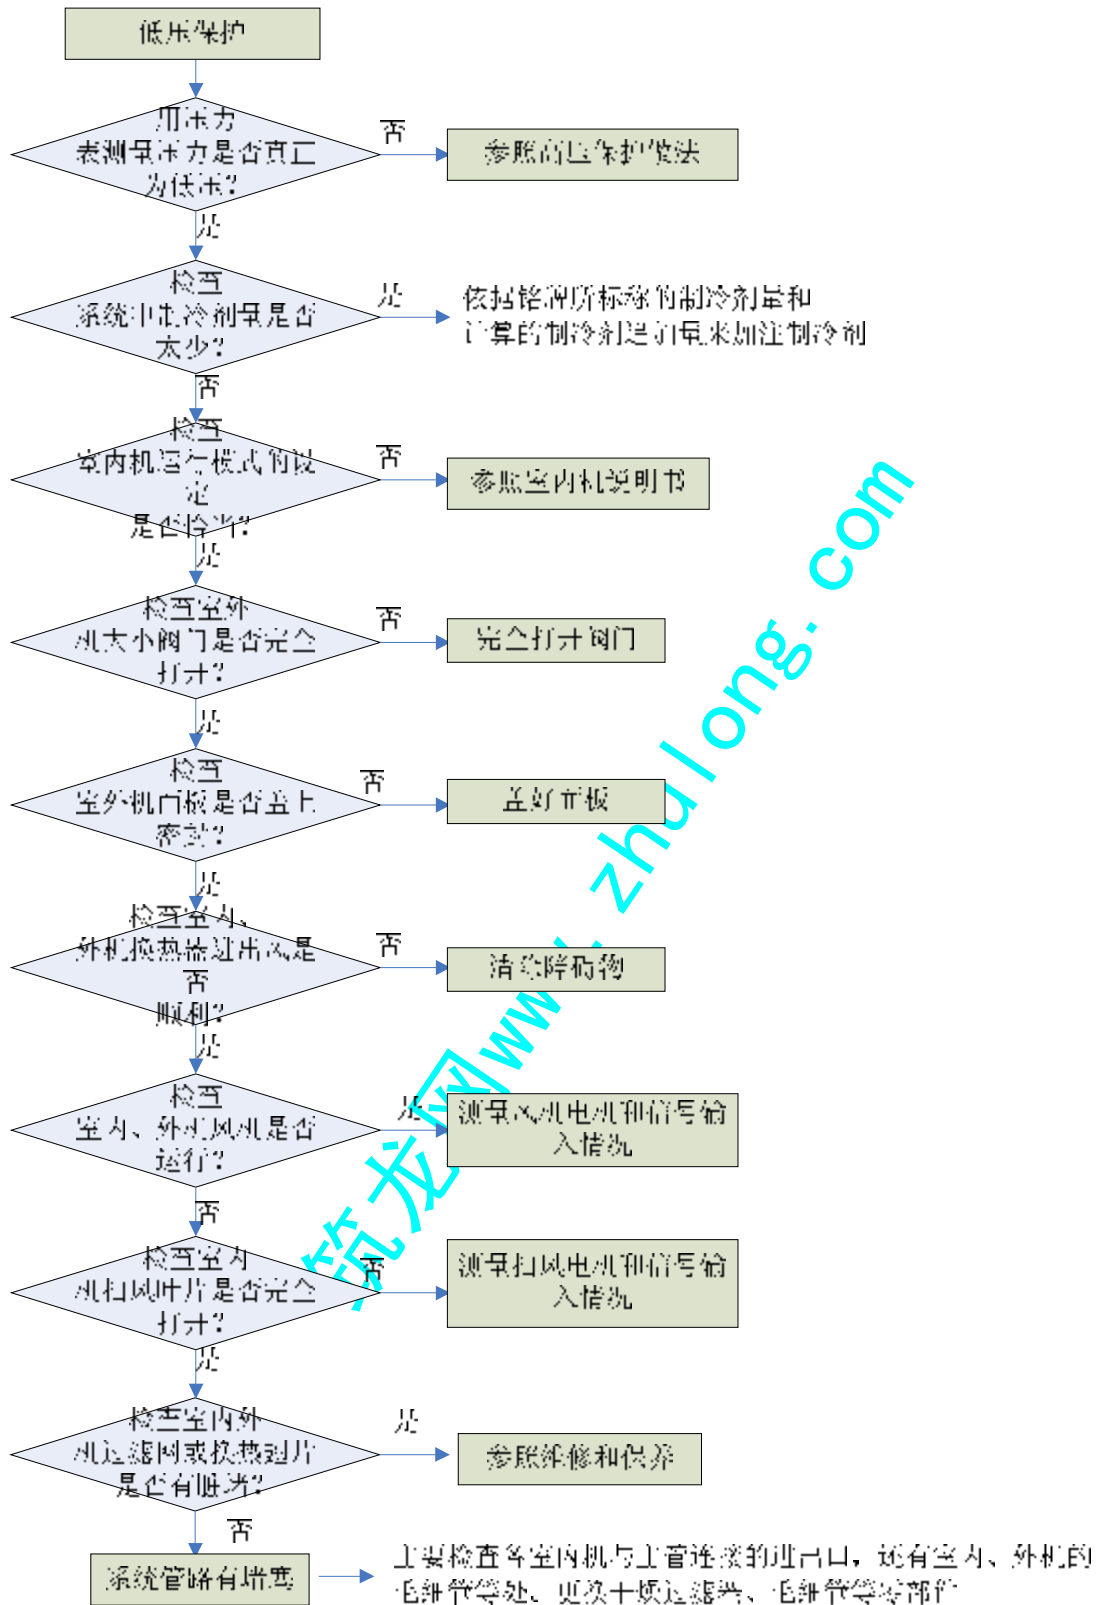 低压保护
用压力
表测量压力是否真正
为低压?
否
参照高压保护做法
是
检查
系统中制冷剂量是否
太少?
是
依据铭牌所标称的制冷剂量和
计算的制冷剂追加量来加注制冷剂
否
检查
室内机运行模式的设
定
是否恰当?
否
参照室内机说明书
是
检查室外
机大小阀门是否完全
打开?
否
完全打开阀门
是
检查
室外机面板是否盖上
密封?
否
盖好面板
是
检查室内、
外机换热器进出风是
否
顺利?
否
清除障碍物
是
检查
室内、外机风机是否
运行?
是
测量风机电机和信号输
入情况
否
检查室内
机扫风叶片是否完全
打开?
否
测量扫风电机和信号输
入情况
是
检查室内外
机过滤网或换热翅片
是否有脏堵?
是
参照维修和保养
否
系统管路有堵塞
主要检查各室内机与主管连接的进出口，还有室内、外机的
毛细管等处、更换干燥过滤器、毛细管等零部件
筑龙网www.zhulong.com